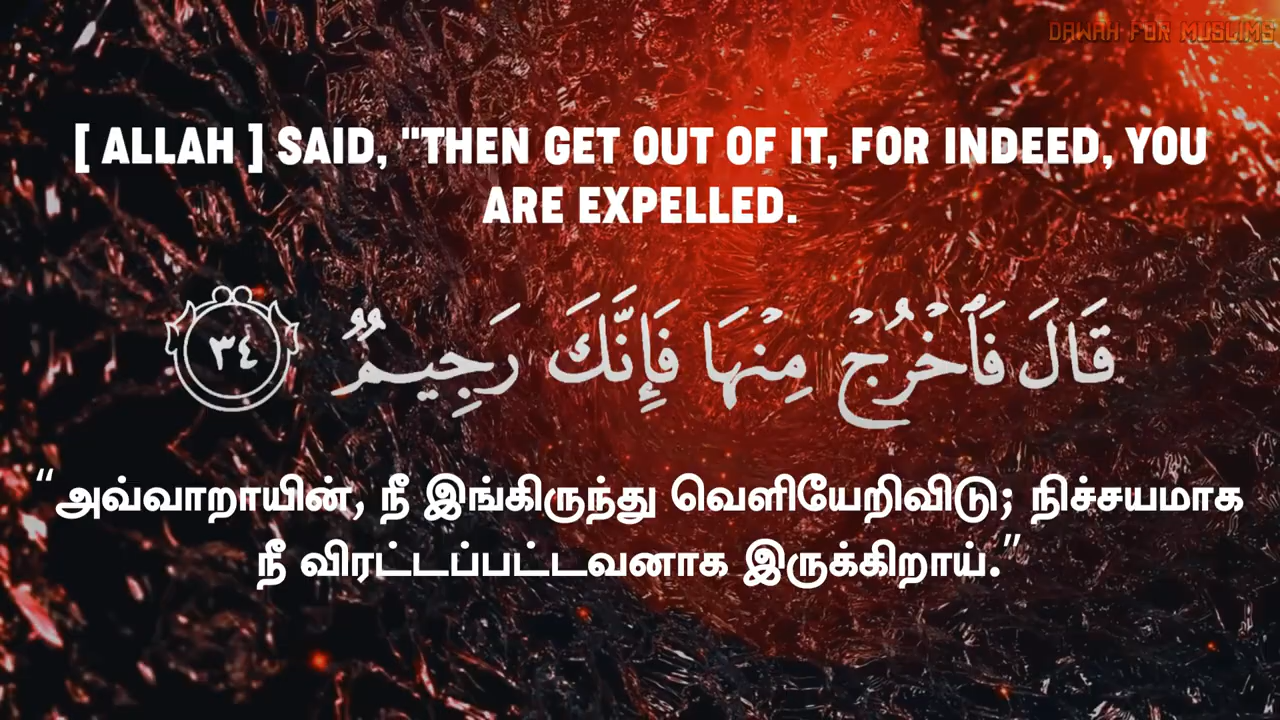 DAWAH FOR MUSLIMS
[ ALLAH ] SAID, "THEN GET OUT OF IT, FOR INDEED, YOU
ARE EXPELLED.
قَالَ فَٱخْرُجْ مِنْهَا فَإِنَّكَ رَجِيمٌ ٣٤
“அவ்வாறாயின், நீ இங்கிருந்து வெளியேறிவிடு; நிச்சயமாக
நீ விரட்டப்பட்டவனாக இருக்கிறாய்.”